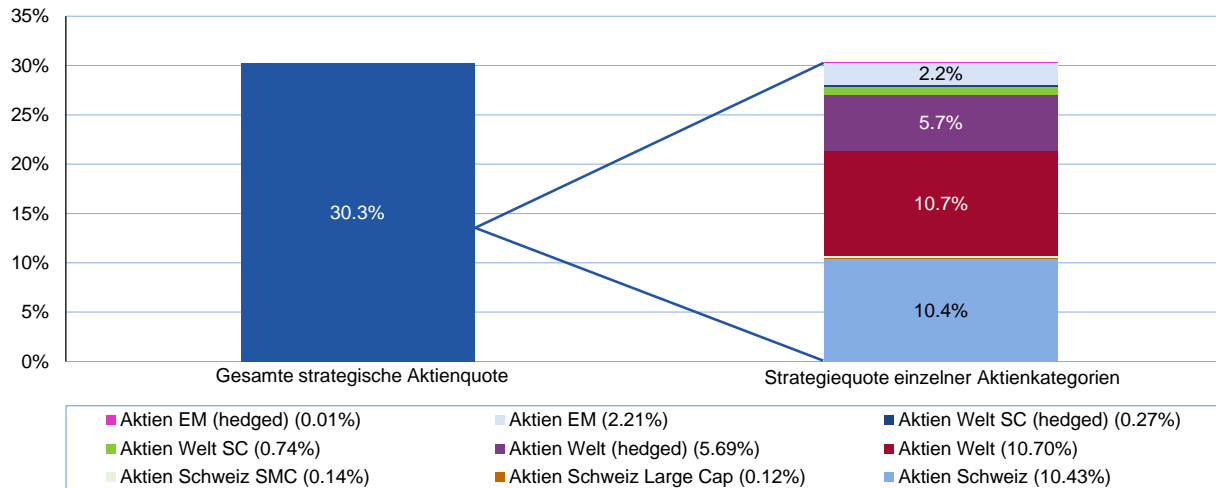 35%
30%
25%
20%
15%
10%
5%
0%
30.3%
2.2%
5.7%
10.7%
10.4%
Gesamte strategische Aktienquote
Strategiequote einzelner Aktienkategorien
Aktien EM (hedged) (0.01%) Aktien EM (2.21%) Aktien Welt SC (hedged) (0.27%)
Aktien Welt SC (0.74%) Aktien Welt (hedged) (5.69%) Aktien Welt (10.70%)
Aktien Schweiz SMC (0.14%) Aktien Schweiz Large Cap (0.12%) Aktien Schweiz (10.43%)